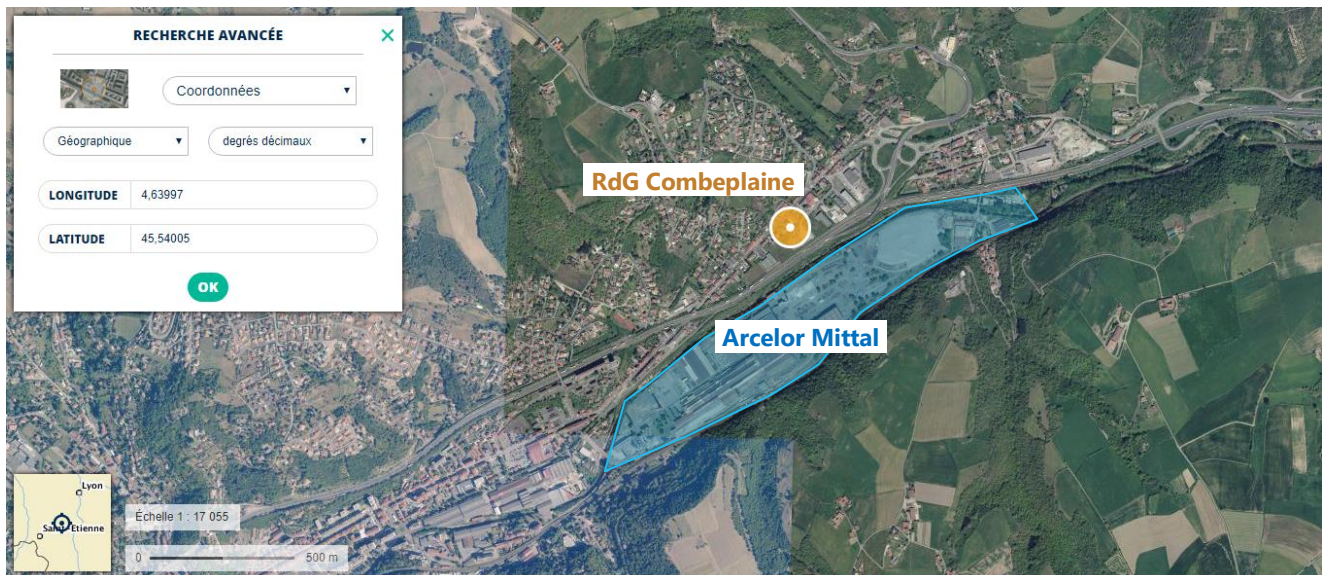 RECHERCHE AVANCÉE
Coordonnées
Géographique
degrés décimaux
LONGITUDE 4,63997
LATITUDE 45,54005
OK
RdG Combeplaine
Arcelor Mittal
Lyon
Saint-Etienne
Échelle 1 : 17 055
0 500 m